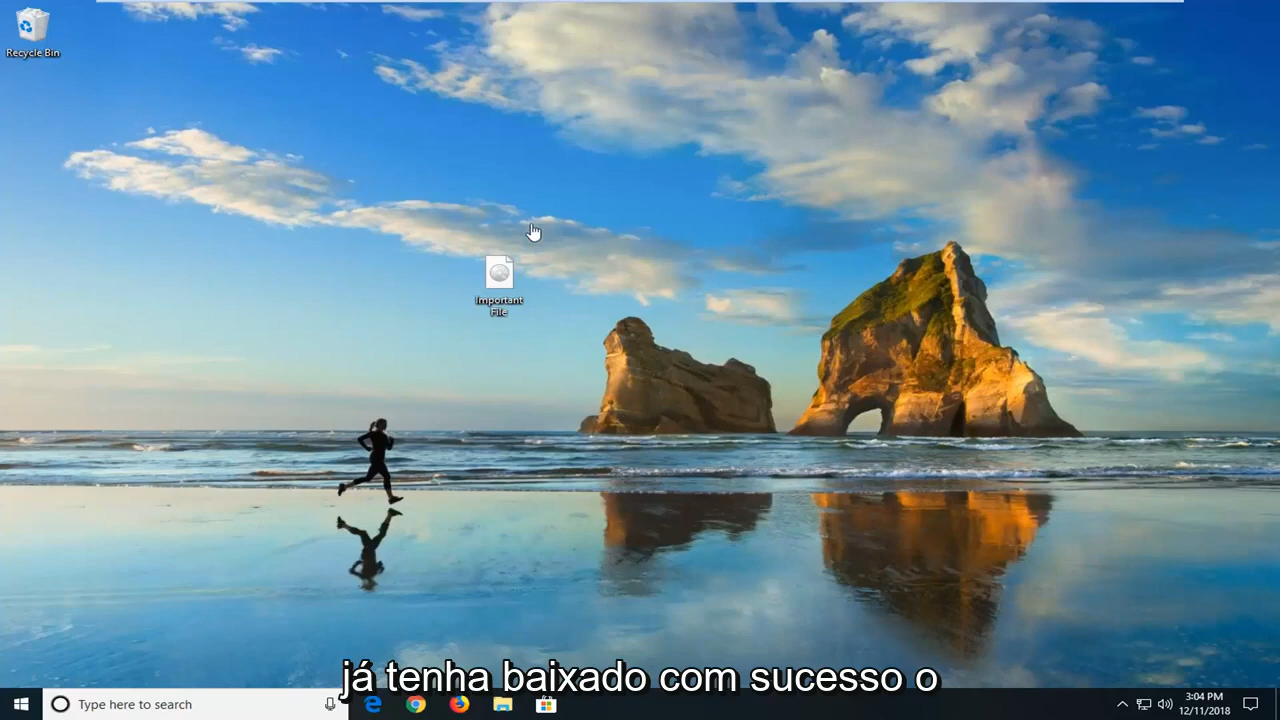 Recycle Bin
Important
File
já tenha baixado com sucesso o
Type here to search
3:04 PM
12/11/2018